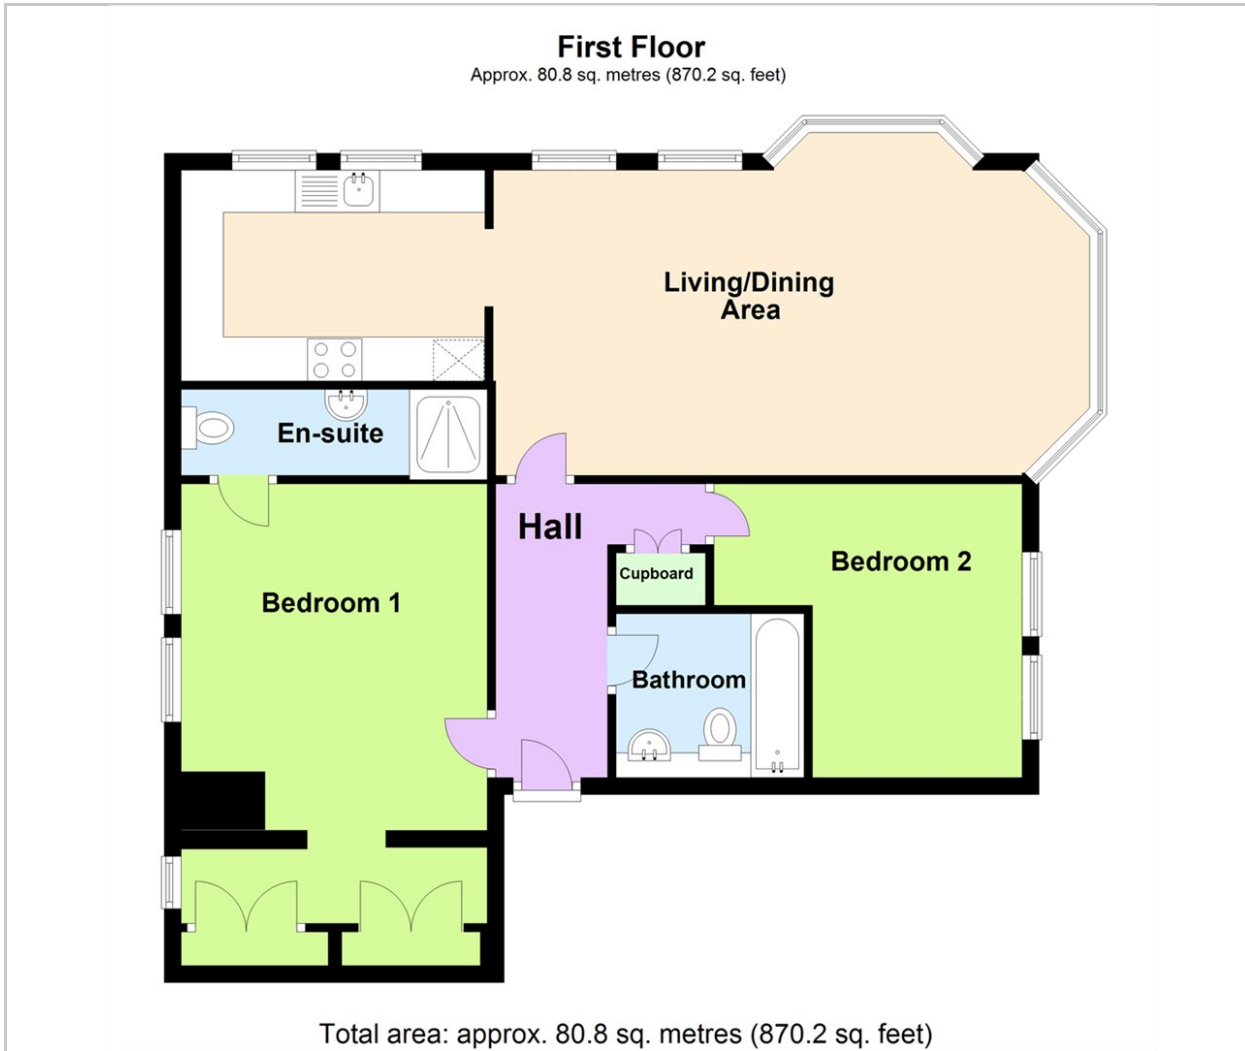 First Floor
Approx. 80.8 sq. metres (870.2 sq. feet)
Living/Dining
Area
En-suite
Hall
Bedroom 2
Cupboard
Bedroom 1
Bathroom
Total area: approx. 80.8 sq. metres (870.2 sq. feet)